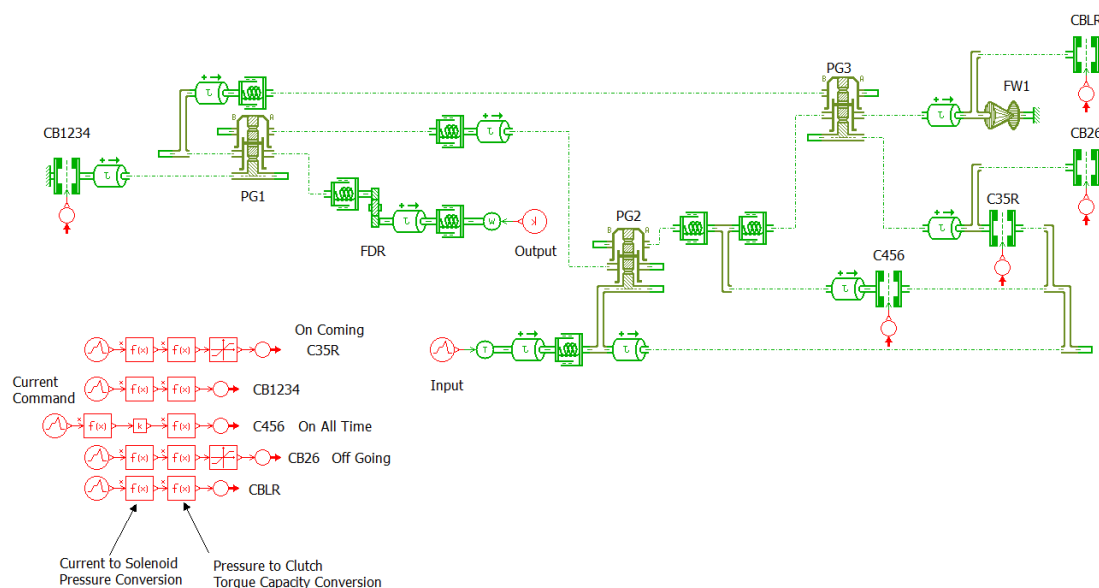 CBLR
PG3
FW1
B A
CB1234
B A
CB26
PG1
C35R
PG2
B A
FDR
Output
C456
Input
On Coming
C35R
f(x) f(x)
Current
Command
f(x) f(x)
CB1234
f(x) k f(x)
C456 On All Time
f(x) f(x)
CB26 Off Going
f(x) f(x)
CBLR
Current to Solenoid
Pressure Conversion
Pressure to Clutch
Torque Capacity Conversion